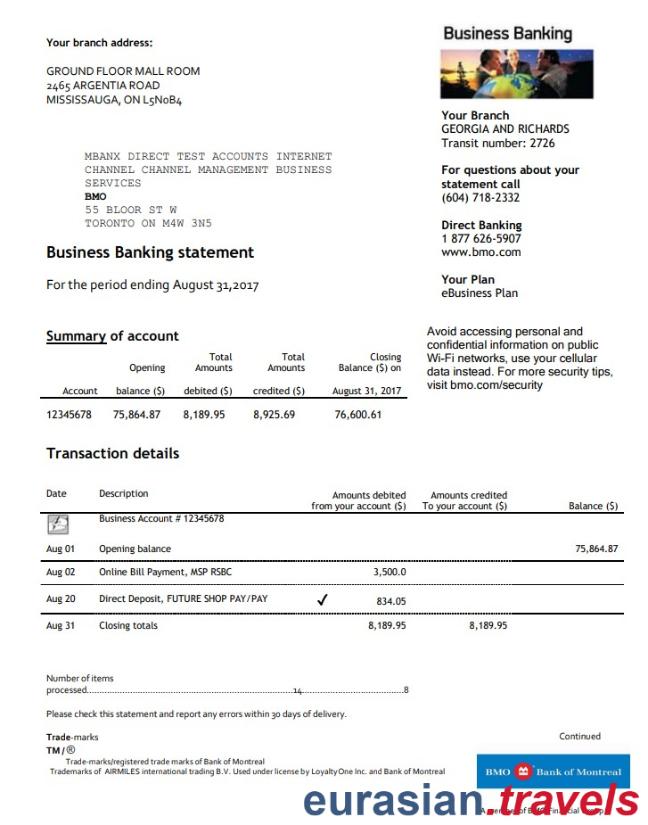 Your branch address:
GROUND FLOOR MALL ROOM
2465 ARGENTIA ROAD
MISSISSAUGA, ON L5N0B4
MBANX DIRECT TEST ACCOUNTS INTERNET
CHANNEL CHANNEL MANAGEMENT BUSINESS
SERVICES
BMO
55 BLOOR ST W
TORONTO ON M4W 3N5
Business Banking statement
For the period ending August 31,2017
Business Banking
Your Branch
GEORGIA AND RICHARDS
Transit number: 2726
For questions about your
statement call
(604) 718-2332
Direct Banking
1 877 626-5907
www.bmo.com
Your Plan
eBusiness Plan
Avoid accessing personal and
confidential information on public
Wi-Fi networks, use your cellular
data instead. For more security tips,
visit bmo.com/security
Summary of account
Total Total Closing
Opening Amounts Amounts Balance ($) on
Account balance ($) debited ($) credited ($) August 31, 2017
12345678 75,864.87 8,189.95 8,925.69 76,600.61
Transaction details
Date Description Amounts debited Amounts credited
from your account ($) To your account ($) Balance ($)
Business Account # 12345678
Aug 01 Opening balance 75,864.87
Aug 02 Online Bill Payment, MSP RSBC 3,500.0
Aug 20 Direct Deposit, FUTURE SHOP PAY/PAY ✓ 834.05
Aug 31 Closing totals 8,189.95 8,189.95
Number of items
processed.....14.....8
Please check this statement and report any errors within 30 days of delivery.
Trade-marks Continued
TM/®
Trade-marks/registered trade marks of Bank of Montreal
Trademarks of AIRMILES international trading B.V. Used under license by LoyaltyOne Inc. and Bank of Montreal
BMO Bank of Montreal
A member of BMO Financial Group
eurasian.travels